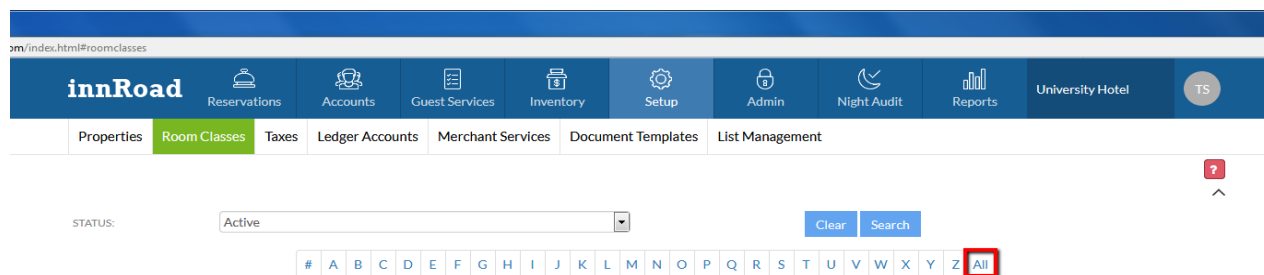 om/index.html#roomclasses
innRoad Reservations Accounts Guest Services Inventory Setup Admin Night Audit Reports University Hotel TS
Properties Room Classes Taxes Ledger Accounts Merchant Services Document Templates List Management
?
STATUS: Active Clear Search
# A B C D E F G H I J K L M N O P Q R S T U V W X Y Z All